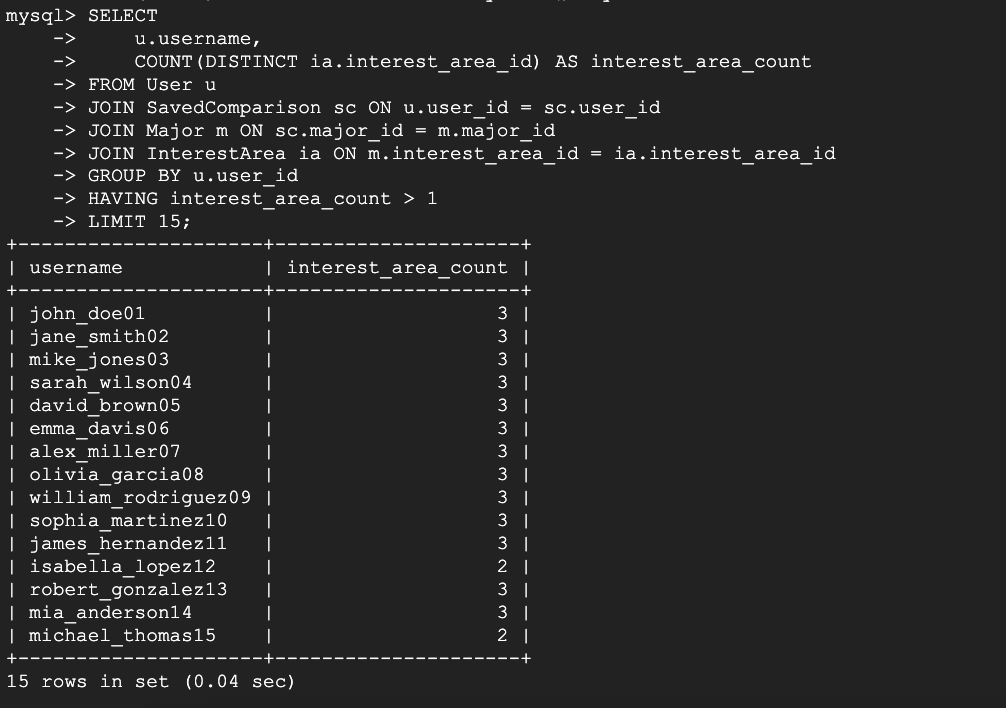 mysql> SELECT
    ->     u.username,
    ->     COUNT(DISTINCT ia.interest_area_id) AS interest_area_count
    -> FROM User u
    -> JOIN SavedComparison sc ON u.user_id = sc.user_id
    -> JOIN Major m ON sc.major_id = m.major_id
    -> JOIN InterestArea ia ON m.interest_area_id = ia.interest_area_id
    -> GROUP BY u.user_id
    -> HAVING interest_area_count > 1
    -> LIMIT 15;
+---------------------+---------------------+
| username            | interest_area_count |
+---------------------+---------------------+
| john_doe01          |                   3 |
| jane_smith02        |                   3 |
| mike_jones03        |                   3 |
| sarah_wilson04      |                   3 |
| david_brown05       |                   3 |
| emma_davis06        |                   3 |
| alex_miller07       |                   3 |
| olivia_garcia08     |                   3 |
| william_rodriguez09 |                   3 |
| sophia_martinez10   |                   3 |
| james_hernandez11   |                   3 |
| isabella_lopez12    |                   2 |
| robert_gonzalez13   |                   3 |
| mia_anderson14      |                   3 |
| michael_thomas15    |                   2 |
+---------------------+---------------------+
15 rows in set (0.04 sec)